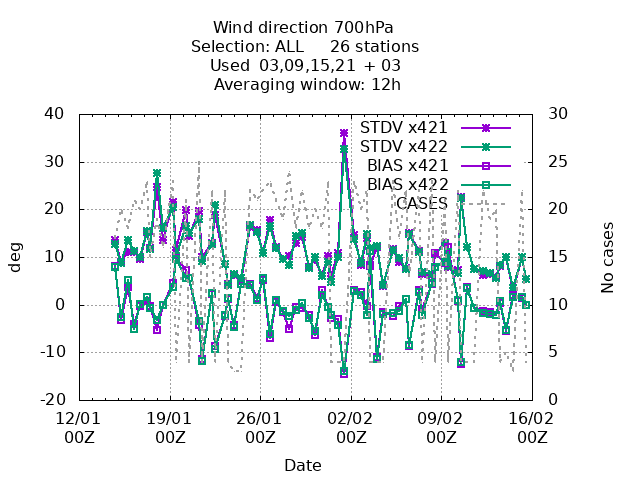 Wind direction 700hPa
Selection: ALL 26 stations
Used 03,09,15,21 + 03
Averaging window: 12h
40 30
STDV x421
STDV x422
30 25
BIAS x421
BIAS x422
20 20
CASES
10 15
0 10
-10 5
-20 0
deg
No cases
12/01 19/01 26/01 02/02 09/02 16/02
00Z 00Z 00Z 00Z 00Z 00Z
Date